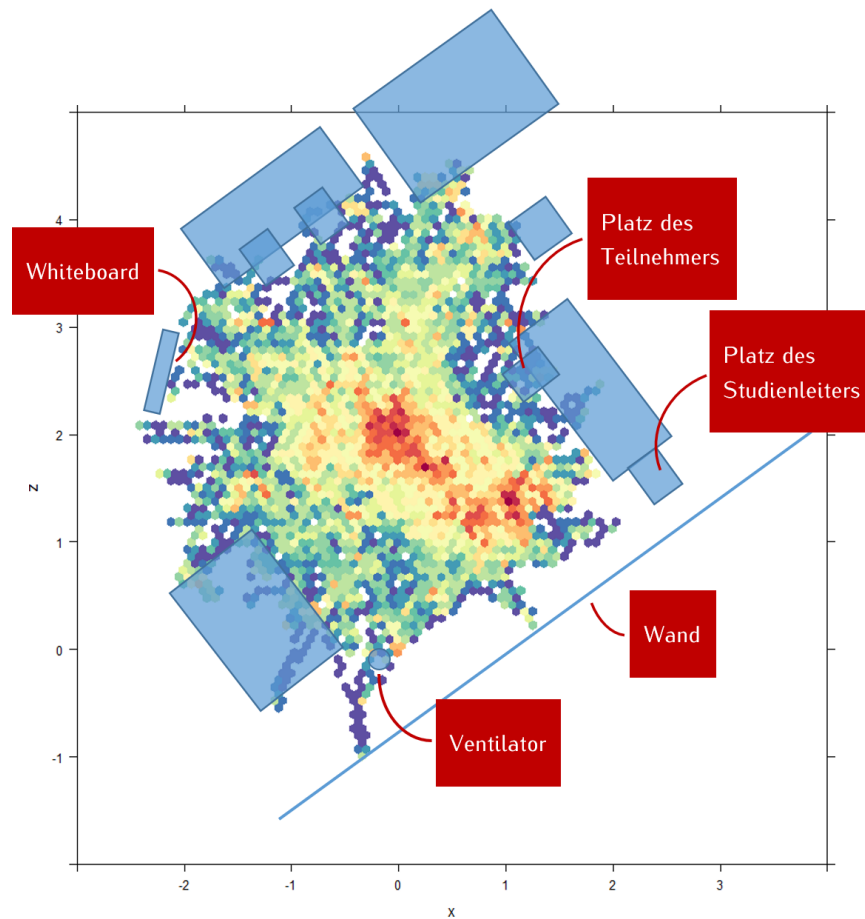 Platz des
Teilnehmers
Whiteboard
Platz des
Studienleiters
Wand
Ventilator
4
3
2
1
0
-1
z
-2
-1
0
1
2
3
x